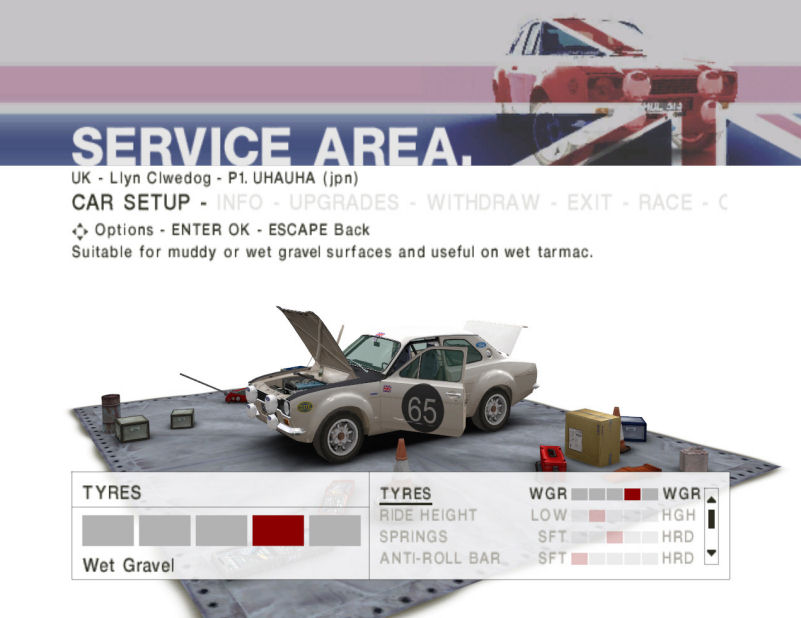 SERVICE AREA.
UK - Llyn Clwedog - P1. UHAUHA (jpn)
CAR SETUP - INFO - UPGRADES - WITHDRAW - EXIT - RACE - C
Options - ENTER OK - ESCAPE Back
Suitable for muddy or wet gravel surfaces and useful on wet tarmac.
65
TYRES
Wet Gravel
TYRES WGR WGR
RIDE HEIGHT LOW HGH
SPRINGS SFT HRD
ANTI-ROLL BAR SFT HRD